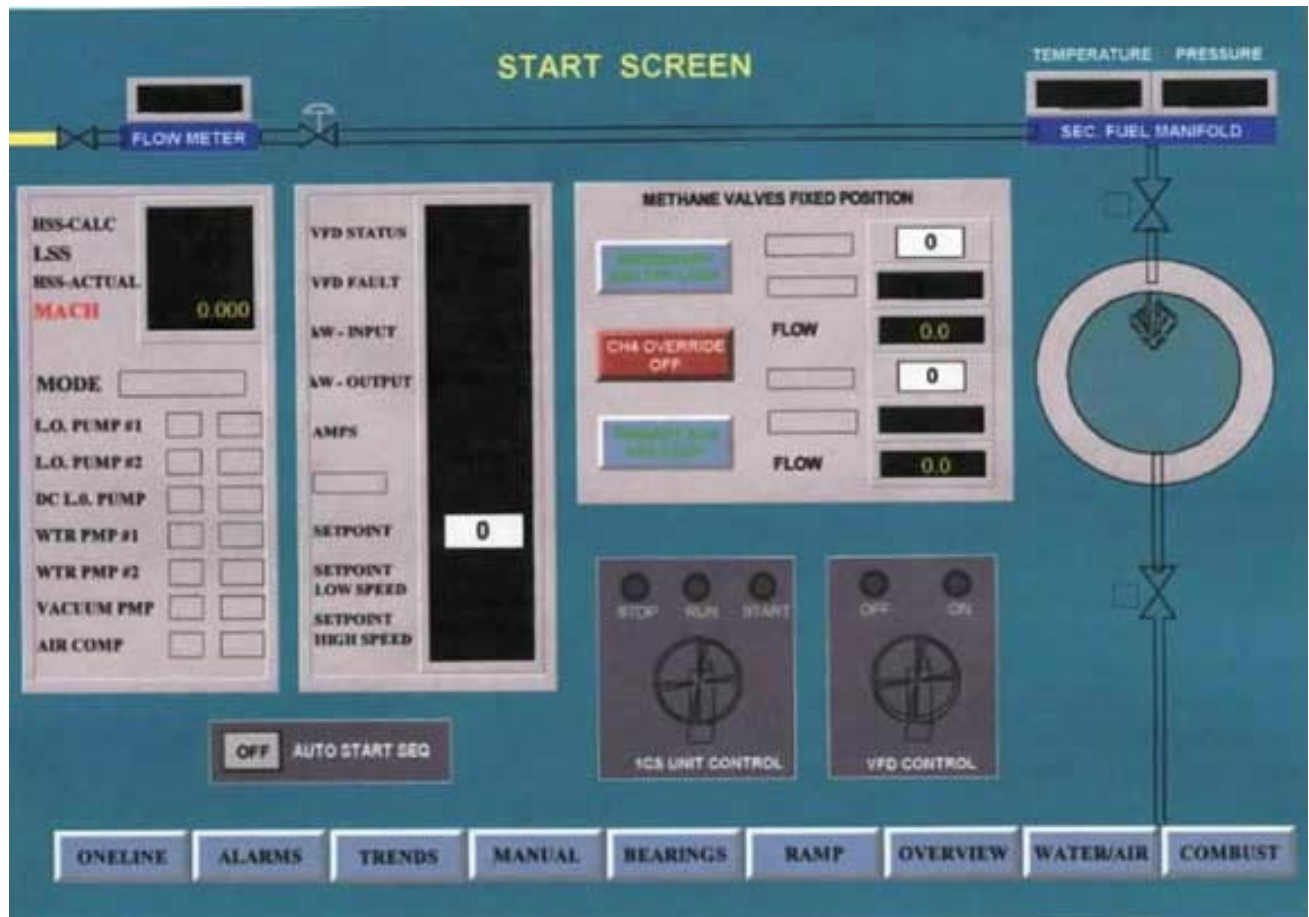 START SCREEN
TEMPERATURE PRESSURE
FLOW METER
SEC. FUEL MANIFOLD
HSS-CALC
LSS
HSS-ACTUAL
MACH 0.000
MODE
L.O. PUMP #1
L.O. PUMP #2
DC L.O. PUMP
WTR PMP #1
WTR PMP #2
VACUUM PMP
AIR COMP
VFD STATUS
VFD FAULT
kW - INPUT
kW - OUTPUT
AMPS
SETPOINT 0
SETPOINT
LOW SPEED
SETPOINT
HIGH SPEED
METHANE VALVES FIXED POSITION
0
FLOW 0.0
CH4 OVERRIDE
OFF
0
FLOW 0.0
STOP RUN START
1CS UNIT CONTROL
OFF ON
VFD CONTROL
OFF AUTO START SEQ
ONELINE ALARMS TRENDS MANUAL BEARINGS RAMP OVERVIEW WATER/AIR COMBUST